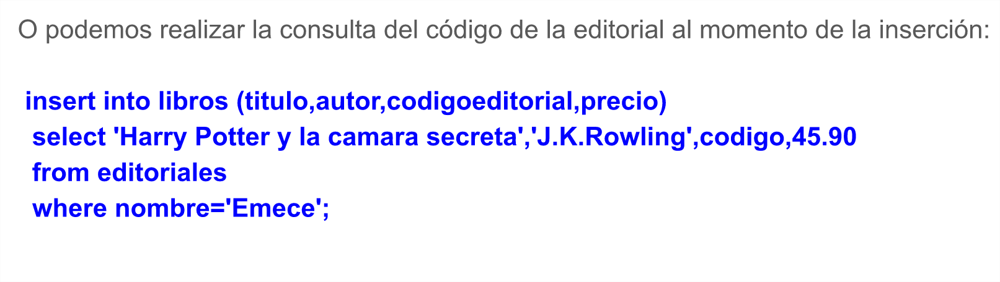 O podemos realizar la consulta del código de la editorial al momento de la inserción:
insert into libros (titulo,autor,codigoeditorial,precio)
select 'Harry Potter y la camara secreta','J.K.Rowling',codigo,45.90
from editoriales
where nombre='Emece';